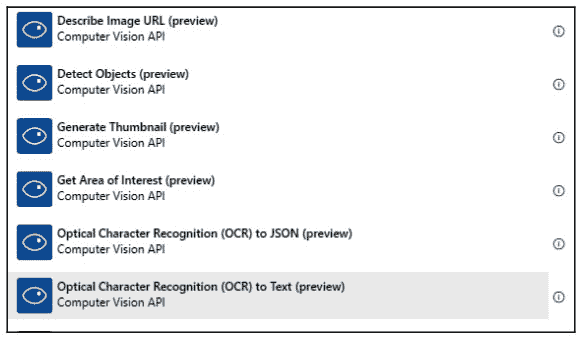 Describe Image URL (preview)
Computer Vision API
Detect Objects (preview)
Computer Vision API
Generate Thumbnail (preview)
Computer Vision API
Get Area of Interest (preview)
Computer Vision API
Optical Character Recognition (OCR) to JSON (preview)
Computer Vision API
Optical Character Recognition (OCR) to Text (preview)
Computer Vision API